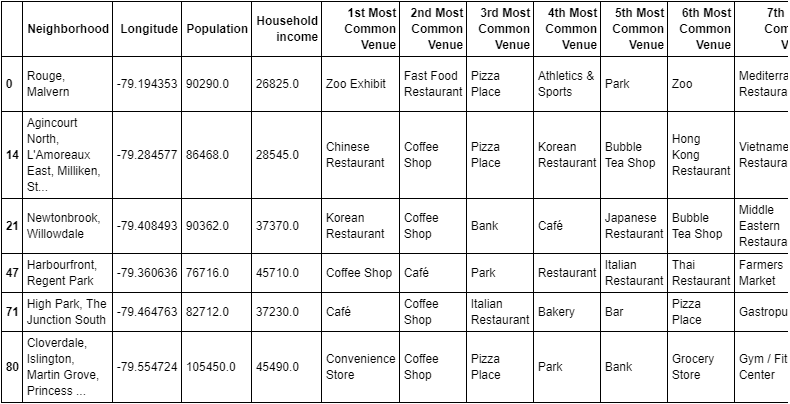 Neighborhood Longitude Population Household income 1st Most Common Venue 2nd Most Common Venue 3rd Most Common Venue 4th Most Common Venue 5th Most Common Venue 6th Most Common Venue 7th
0 Rouge, Malvern -79.194353 90290.0 26825.0 Zoo Exhibit Fast Food Restaurant Pizza Place Athletics & Sports Park Zoo
14 Agincourt North, L'Amoreaux East, Milliken, St... -79.284577 86468.0 28545.0 Chinese Restaurant Coffee Shop Pizza Place Korean Restaurant Bubble Tea Shop Hong Kong Restaurant
21 Newtonbrook, Willowdale -79.408493 90362.0 37370.0 Korean Restaurant Coffee Shop Bank Café Japanese Restaurant Bubble Tea Shop Middle Eastern
47 Harbourfront, Regent Park -79.360636 76716.0 45710.0 Coffee Shop Café Park Restaurant Italian Restaurant Thai Restaurant Farmers Market
71 High Park, The Junction South -79.464763 82712.0 37230.0 Café Coffee Shop Italian Restaurant Bakery Bar Pizza Place
80 Cloverdale, Islington, Martin Grove, Princess ... -79.554724 105450.0 45490.0 Convenience Store Coffee Shop Pizza Place Park Bank Grocery Store Gym / Fit Center